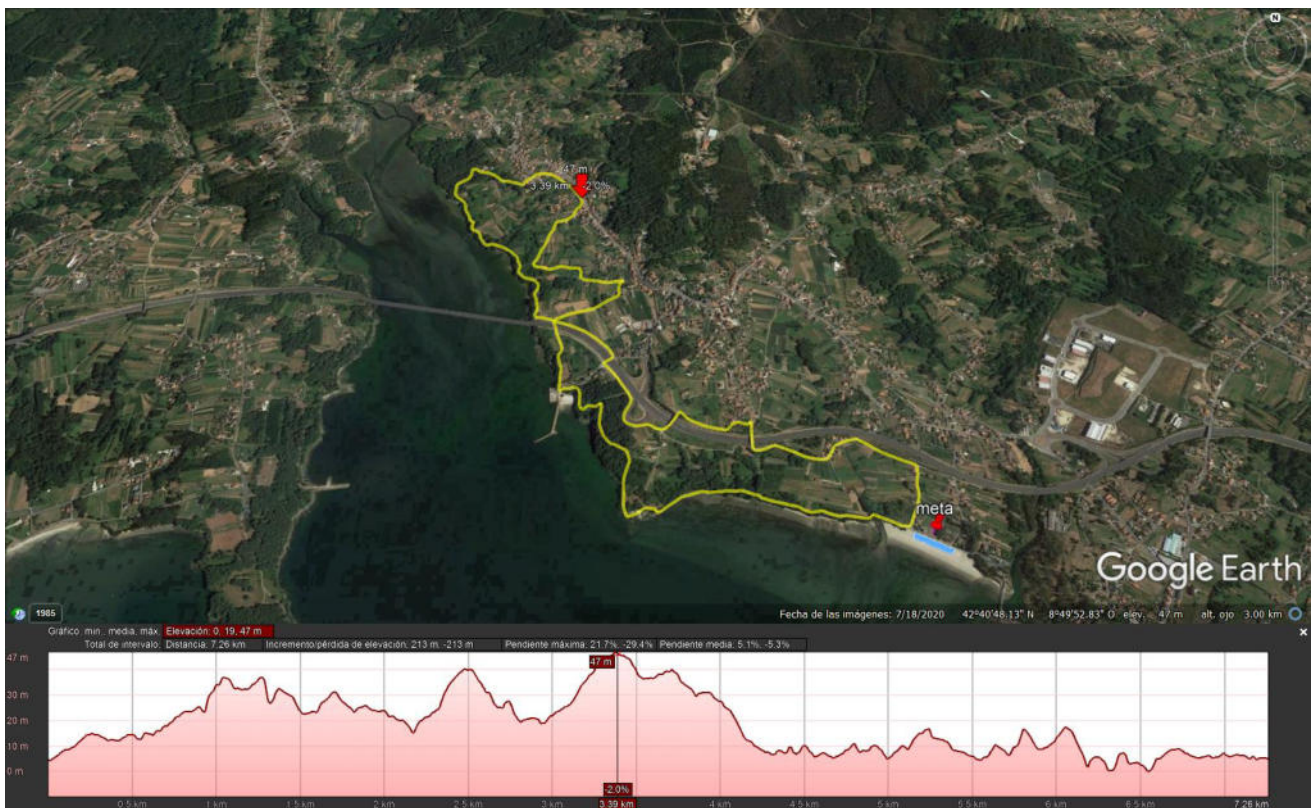 N
47 m
3.39 km -2.0%
meta
Google Earth
1985
Fecha de las imágenes: 7/18/2020 42°40'48.13" N 8°49'52.83" O elev. 47 m alt. ojo 3.00 km
Gráfico: mín., media, máx. Elevación: 0, 19, 47 m
Total de intervalo: Distancia: 7.26 km Incremento/pérdida de elevación: 213 m, -213 m Pendiente máxima: 21.7%, -29.4% Pendiente media: 5.1%, -5.3%
47 m
47 m
30 m
20 m
10 m
0 m
-2.0%
0.5 km 1 km 1.5 km 2 km 2.5 km 3 km 3.39 km 4 km 4.5 km 5 km 5.5 km 6 km 6.5 km 7.26 km